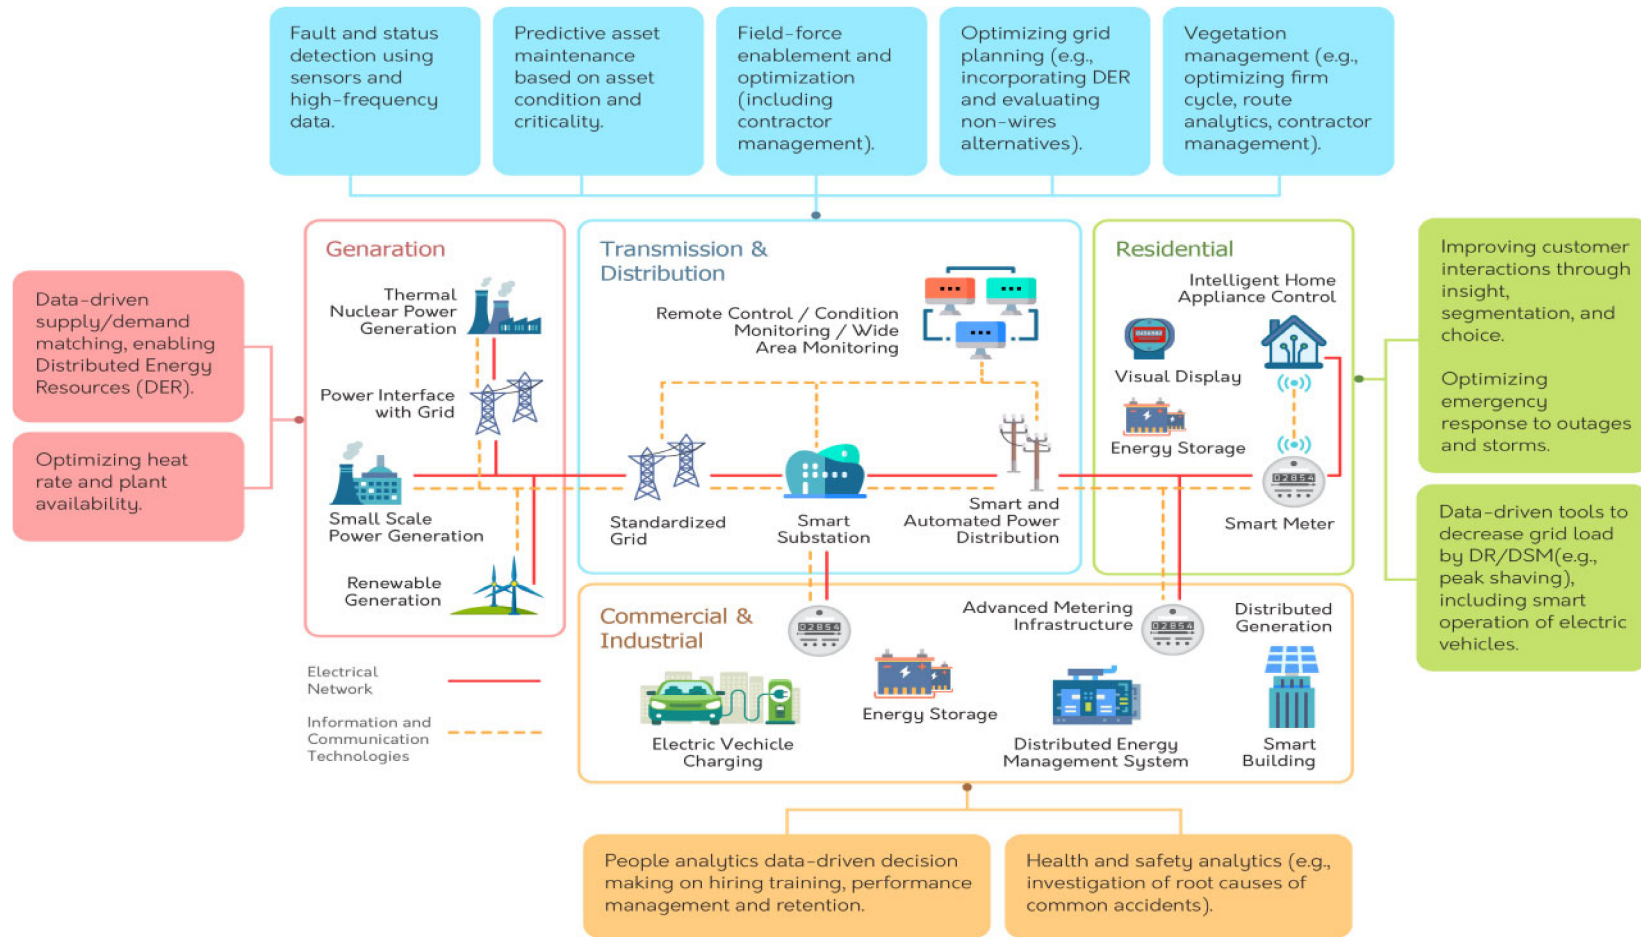 Fault and status
detection using
sensors and
high-frequency
data.
Predictive asset
maintenance
based on asset
condition and
criticality.
Field-force
enablement and
optimization
(including
contractor
management).
Optimizing grid
planning (e.g.,
incorporating DER
and evaluating
non-wires
alternatives).
Vegetation
management (e.g.,
optimizing firm
cycle, route
analytics, contractor
management).
Data-driven
supply/demand
matching, enabling
Distributed Energy
Resources (DER).
Optimizing heat
rate and plant
availability.
Genaration
Thermal
Nuclear Power
Generation
Power Interface
with Grid
Small Scale
Power Generation
Renewable
Generation
Transmission &
Distribution
Remote Control / Condition
Monitoring / Wide
Area Monitoring
Standardized
Grid
Smart
Substation
Smart and
Automated Power
Distribution
Residential
Intelligent Home
Appliance Control
Visual Display
Energy Storage
02854
Smart Meter
Improving customer
interactions through
insight,
segmentation, and
choice.
Optimizing
emergency
response to outages
and storms.
Data-driven tools to
decrease grid load
by DR/DSM(e.g.,
peak shaving),
including smart
operation of electric
vehicles.
Commercial &
Industrial
02854
Advanced Metering
Infrastructure
02854
Distributed
Generation
Electric Vechicle
Charging
Energy Storage
Distributed Energy
Management System
Smart
Building
Electrical
Network
Information and
Communication
Technologies
People analytics data-driven decision
making on hiring training, performance
management and retention.
Health and safety analytics (e.g.,
investigation of root causes of
common accidents).